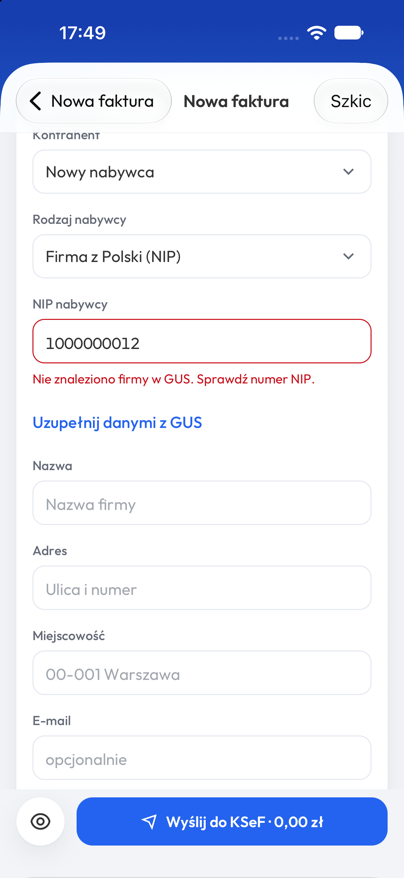 17:49
Nowa faktura
Nowa faktura
Szkic
Kontrahent
Nowy nabywca
Rodzaj nabywcy
Firma z Polski (NIP)
NIP nabywcy
1000000012
Nie znaleziono firmy w GUS. Sprawdź numer NIP.
Uzupełnij danymi z GUS
Nazwa
Nazwa firmy
Adres
Ulica i numer
Miejscowość
00-001 Warszawa
E-mail
opcjonalnie
Wyślij do KSeF · 0,00 zł